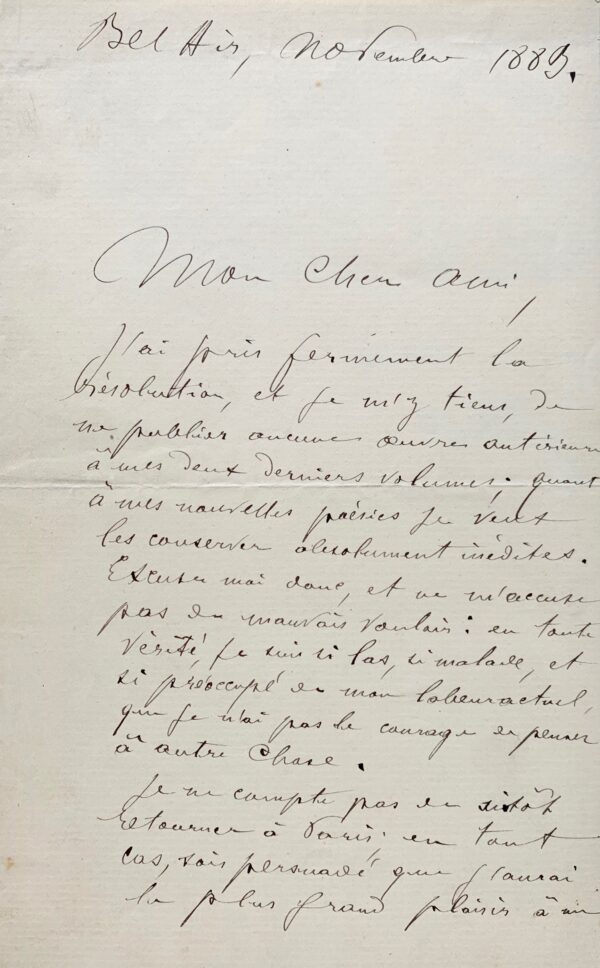 Bel Air, Novembre 1883.
Mon cher ami,
J'ai pris fermement la
résolution, et je m'y tiens, de
ne publier aucune œuvre antérieure
à mes deux derniers volumes ; quant
à mes nouvelles poésies je veux
les conserver absolument inédites.
Excuse moi donc, et ne m'accuse
pas de mauvais vouloir : en toute
vérité, je suis si las, si malade, et
si préoccupé de mon labeur actuel,
que je n'ai pas le courage de penser
à autre chose.
Je ne compte pas de sitôt
retourner à Paris ; en tout
cas, sois persuadé que j'aurai
le plus grand plaisir à me